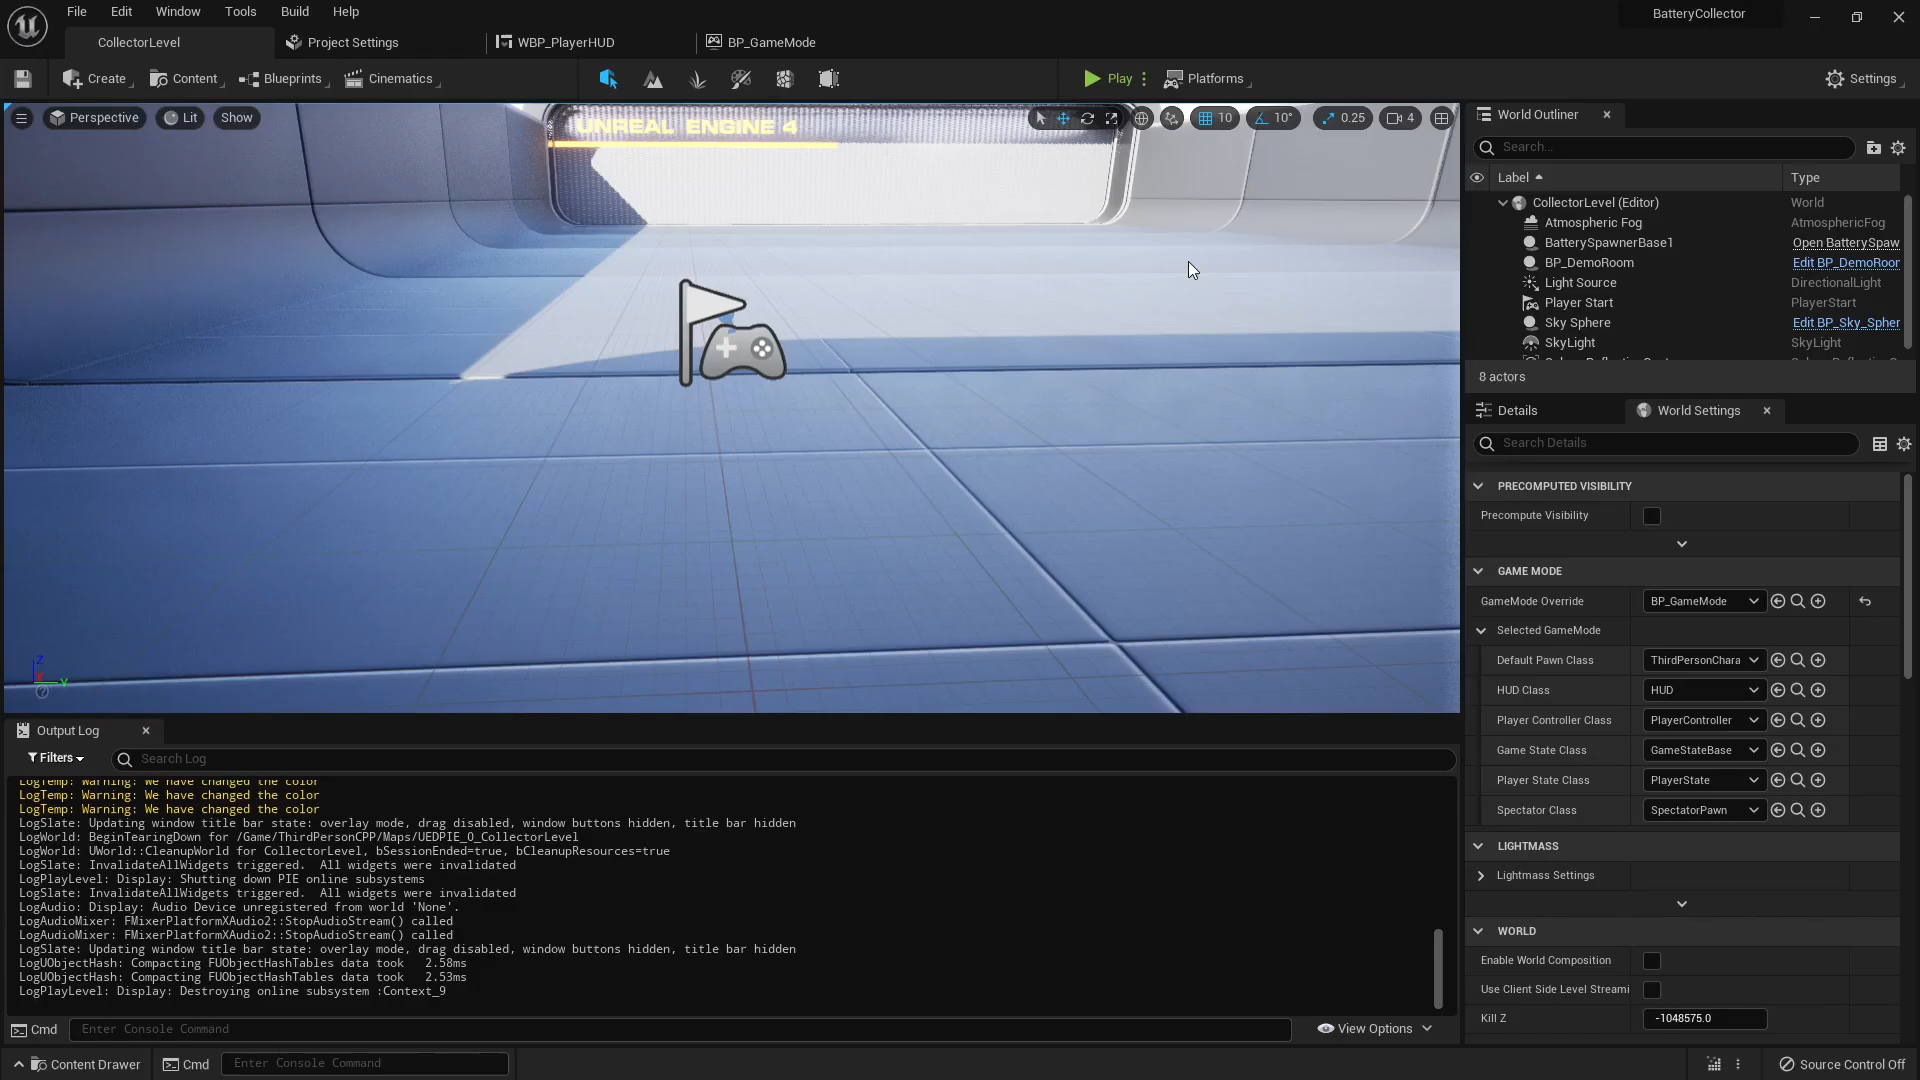 File Edit Window Tools Build Help
BatteryCollector
CollectorLevel
Project Settings
WBP_PlayerHUD
BP_GameMode
Create
Content
Blueprints
Cinematics
Play
Platforms
Settings
Perspective
Lit
Show
10
10°
0.25
4
UNREAL ENGINE 4
World Outliner
Search...
Label
Type
CollectorLevel (Editor) World
Atmospheric Fog AtmosphericFog
BatterySpawnerBase1 Open BatterySpaw
BP_DemoRoom Edit BP_DemoRoor
Light Source DirectionalLight
Player Start PlayerStart
Sky Sphere Edit BP_Sky_Spher
SkyLight SkyLight
8 actors
Details
World Settings
Search Details
PRECOMPUTED VISIBILITY
Precompute Visibility
GAME MODE
GameMode Override BP_GameMode
Selected GameMode
Default Pawn Class ThirdPersonChara
HUD Class HUD
Player Controller Class PlayerController
Game State Class GameStateBase
Player State Class PlayerState
Spectator Class SpectatorPawn
LIGHTMASS
Lightmass Settings
WORLD
Enable World Composition
Use Client Side Level Streami
Kill Z -1048575.0
Output Log
Filters
Search Log
LogTemp: Warning: We have changed the color
LogTemp: Warning: We have changed the color
LogTemp: Warning: We have changed the color
LogSlate: Updating window title bar state: overlay mode, drag disabled, window buttons hidden, title bar hidden
LogWorld: BeginTearingDown for /Game/ThirdPersonCPP/Maps/UEDPIE_0_CollectorLevel
LogWorld: UWorld::CleanupWorld for CollectorLevel, bSessionEnded=true, bCleanupResources=true
LogSlate: InvalidateAllWidgets triggered.  All widgets were invalidated
LogPlayLevel: Display: Shutting down PIE online subsystems
LogSlate: InvalidateAllWidgets triggered.  All widgets were invalidated
LogAudio: Display: Audio Device unregistered from world 'None'.
LogAudioMixer: FMixerPlatformXAudio2::StopAudioStream() called
LogAudioMixer: FMixerPlatformXAudio2::StopAudioStream() called
LogSlate: Updating window title bar state: overlay mode, drag disabled, window buttons hidden, title bar hidden
LogUObjectHash: Compacting FUObjectHashTables data took   2.58ms
LogUObjectHash: Compacting FUObjectHashTables data took   2.53ms
LogPlayLevel: Display: Destroying online subsystem :Context_9
Cmd
Enter Console Command
View Options
Content Drawer
Cmd
Enter Console Command
Source Control Off